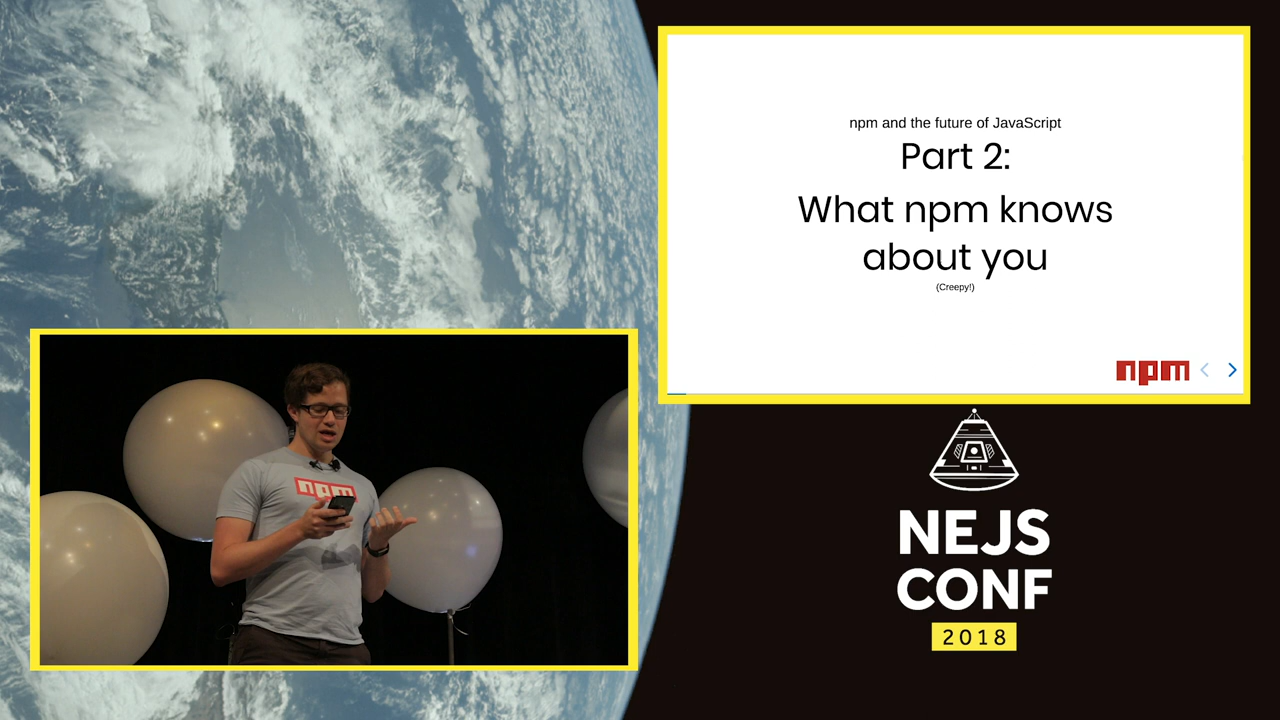 npm and the future of JavaScript
Part 2:
What npm knows
about you
(Creepy!)
npm
npm
NEJS
CONF
2018